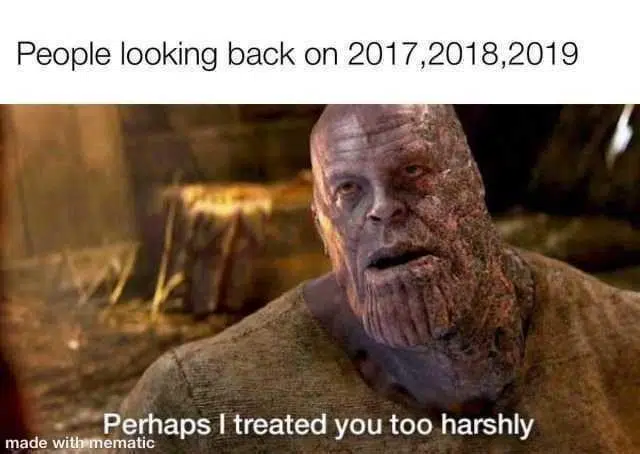 People looking back on 2017,2018,2019
Perhaps I treated you too harshly
made with mematic